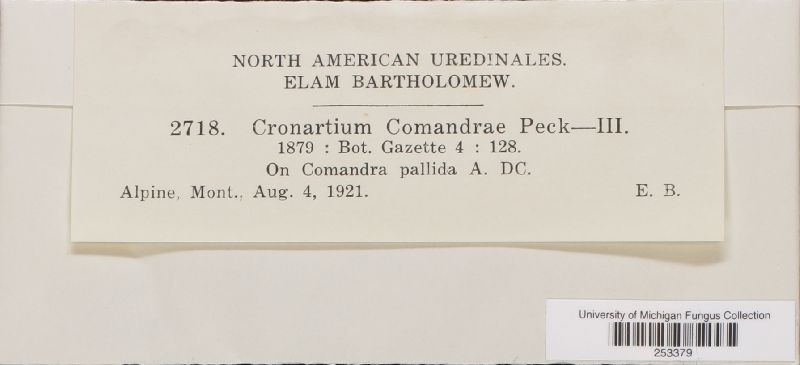 NORTH AMERICAN UREDINALES.
ELAM BARTHOLOMEW.
2718. Cronartium Comandrae Peck—III.
1879 : Bot. Gazette 4 : 128.
On Comandra pallida A. DC.
Alpine, Mont., Aug. 4, 1921. E. B.
University of Michigan Fungus Collection
253379